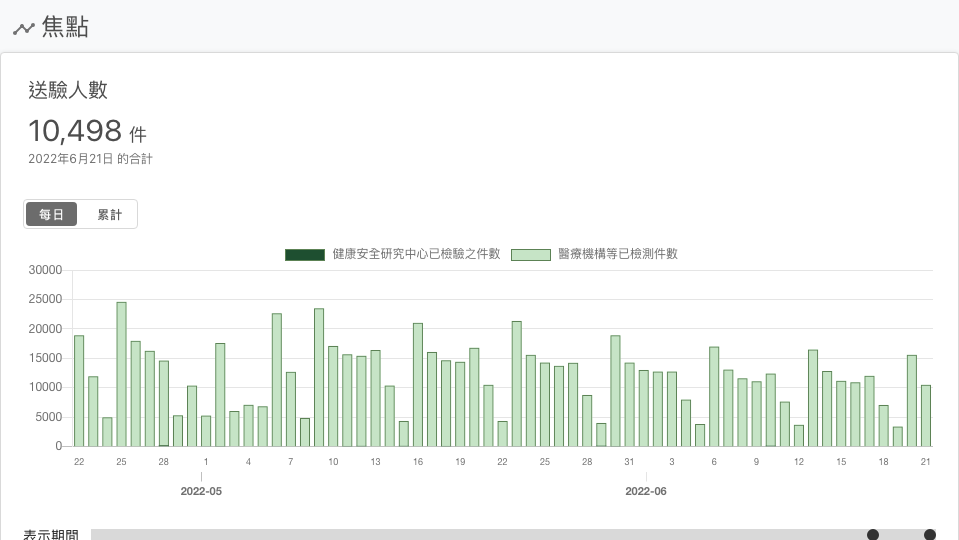 焦點
送驗人數
10,498 件
2022年6月21日 的合計
每日 累計
健康安全研究中心已檢驗之件數 醫療機構等已檢測件數
30000
25000
20000
15000
10000
5000
0
22 25 28 1 4 7 10 13 16 19 22 25 28 31 3 6 9 12 15 18 21
2022-05 2022-06
表示期間